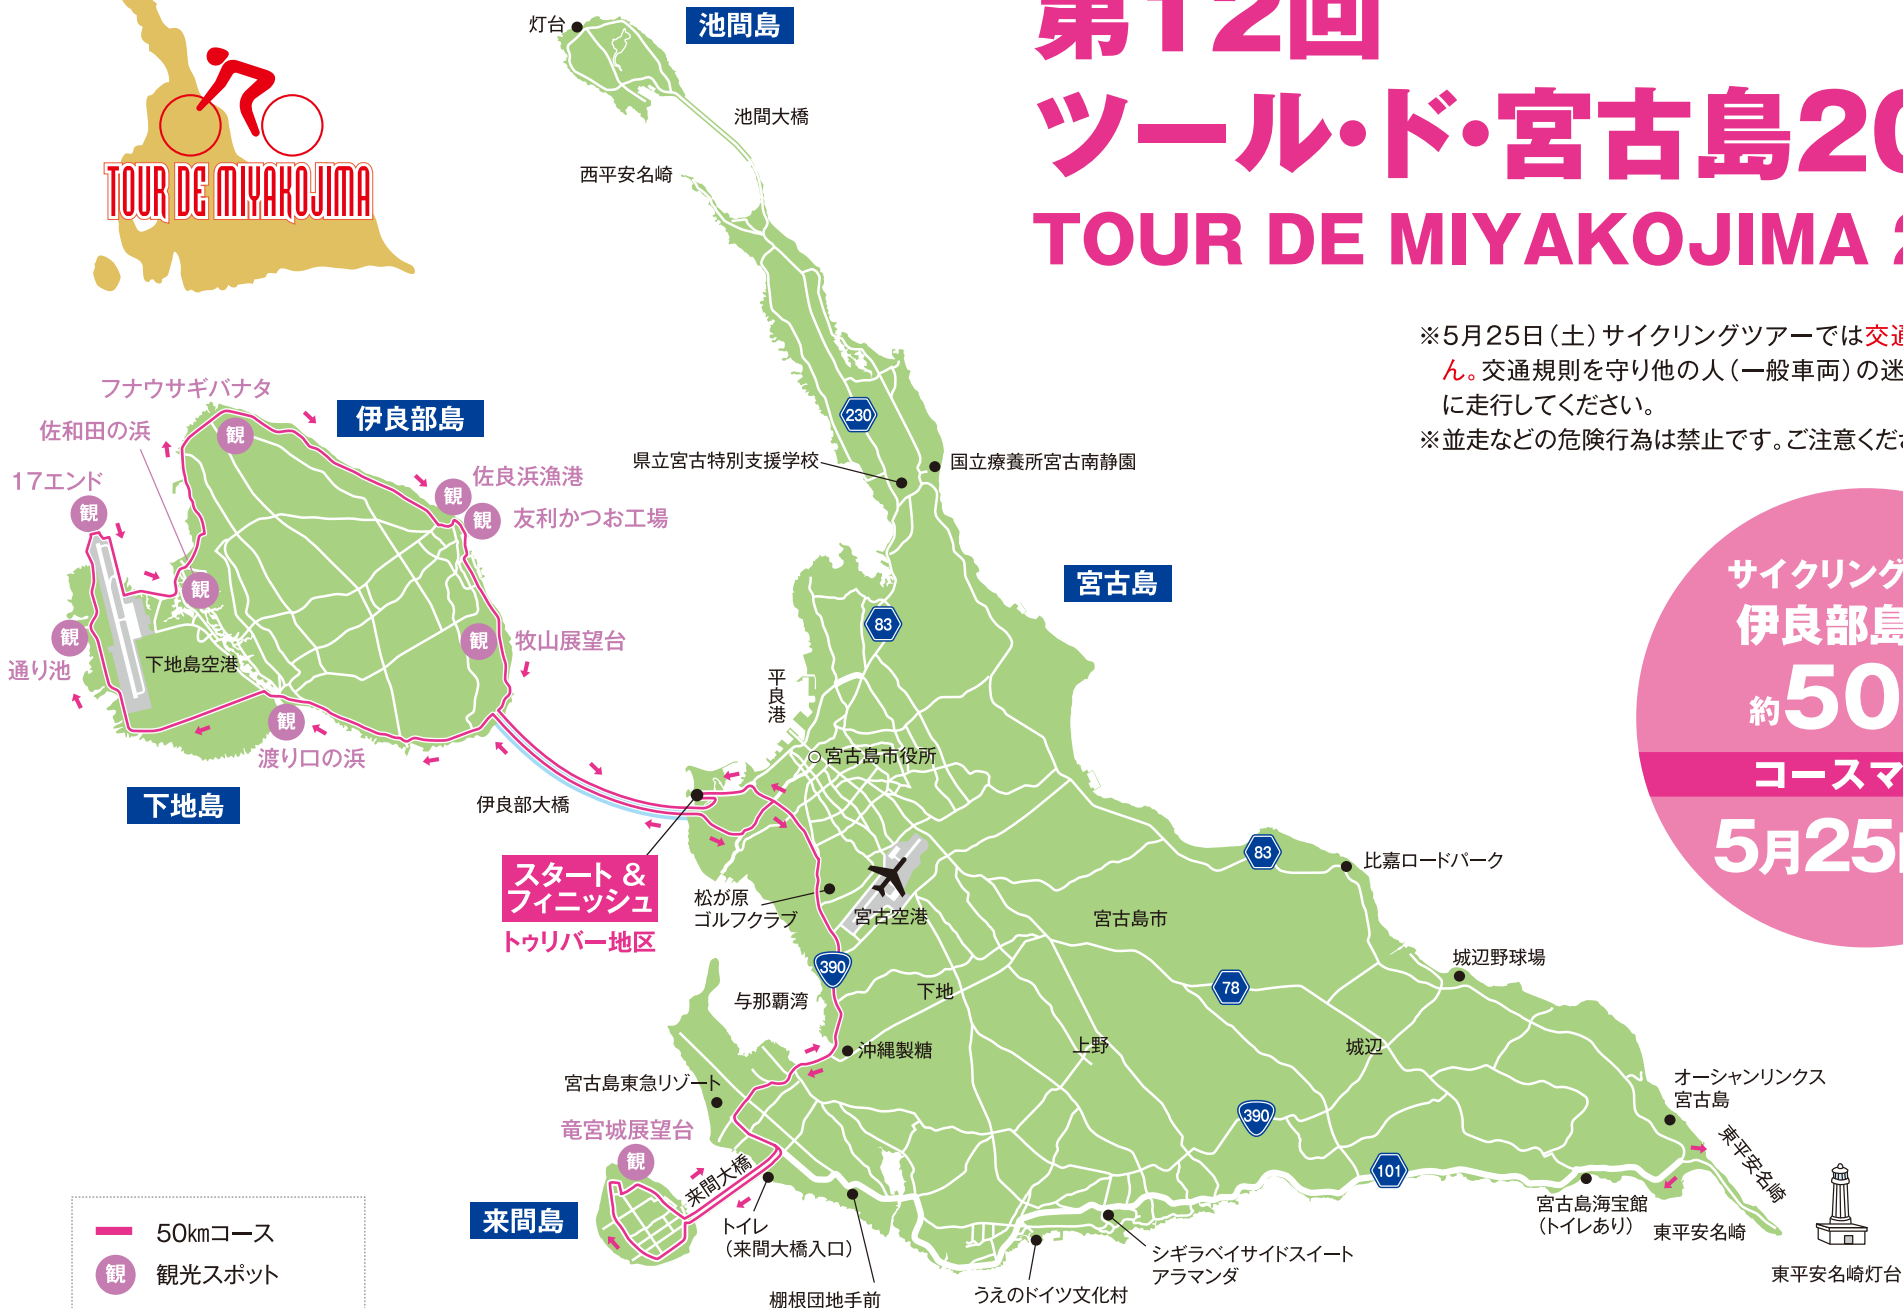 第12回
ツール・ド・宮古島20
TOUR DE MIYAKOJIMA 2
TOUR DE MIYAKOJIMA
※5月25日（土）サイクリングツアーでは交通
ん。交通規則を守り他の人（一般車両）の迷
に走行してください。
※並走などの危険行為は禁止です。ご注意くださ
サイクリング
伊良部島
約50
コースマ
5月25日
池間島
灯台
池間大橋
西平安名崎
230
県立宮古特別支援学校
国立療養所宮古南静園
宮古島
83
平良港
宮古島市役所
フナウサギバナタ
伊良部島
佐和田の浜
観
17エンド
観
佐良浜漁港
観
友利かつお工場
観
観
観
牧山展望台
観
通り池
下地島空港
観
渡り口の浜
下地島
伊良部大橋
スタート &
フィニッシュ
トゥリバー地区
松が原
ゴルフクラブ
宮古空港
83
比嘉ロードパーク
宮古島市
城辺野球場
390
78
与那覇湾
下地
上野
城辺
沖縄製糖
宮古島東急リゾート
オーシャンリンクス
宮古島
390
竜宮城展望台
観
101
東平安名崎
来間大橋
来間島
トイレ
（来間大橋入口）
宮古島海宝館
（トイレあり）
東平安名崎
シギラベイサイドスイート
アラマンダ
東平安名崎灯台
うえのドイツ文化村
棚根団地手前
50kmコース
観
観光スポット